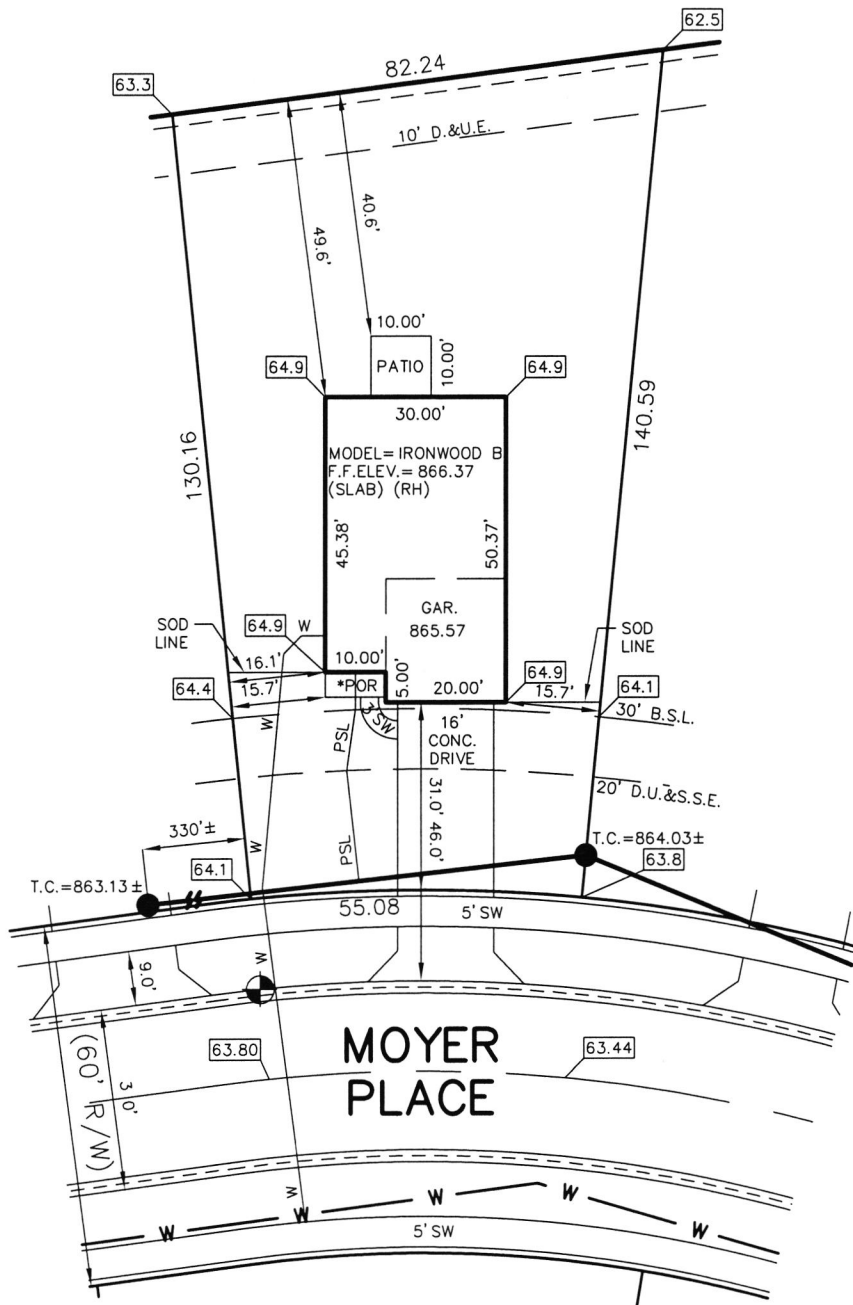 62.5
82.24
63.3
10' D.&U.E.
40.6'
49.6'
10.00'
PATIO
10.00'
64.9
64.9
30.00'
140.59
130.16
MODEL= IRONWOOD B
F.F.ELEV.= 866.37
(SLAB) (RH)
45.38'
50.37'
GAR.
865.57
SOD
LINE
64.9
W
SOD
LINE
16.1'
10.00'
64.9
64.4
15.7'
*POR
5.00'
20.00'
15.7'
64.1
30' B.S.L.
W
3'SW
PSL
16'
CONC.
DRIVE
20' D.U.&S.S.E.
31.0'
46.0'
330'±
W
PSL
T.C.=864.03±
T.C.=863.13±
64.1
63.8
55.08
5' SW
9.0'
W
63.80
MOYER
PLACE
63.44
(60' R/W)
3.0'
W
W W W W W
5' SW